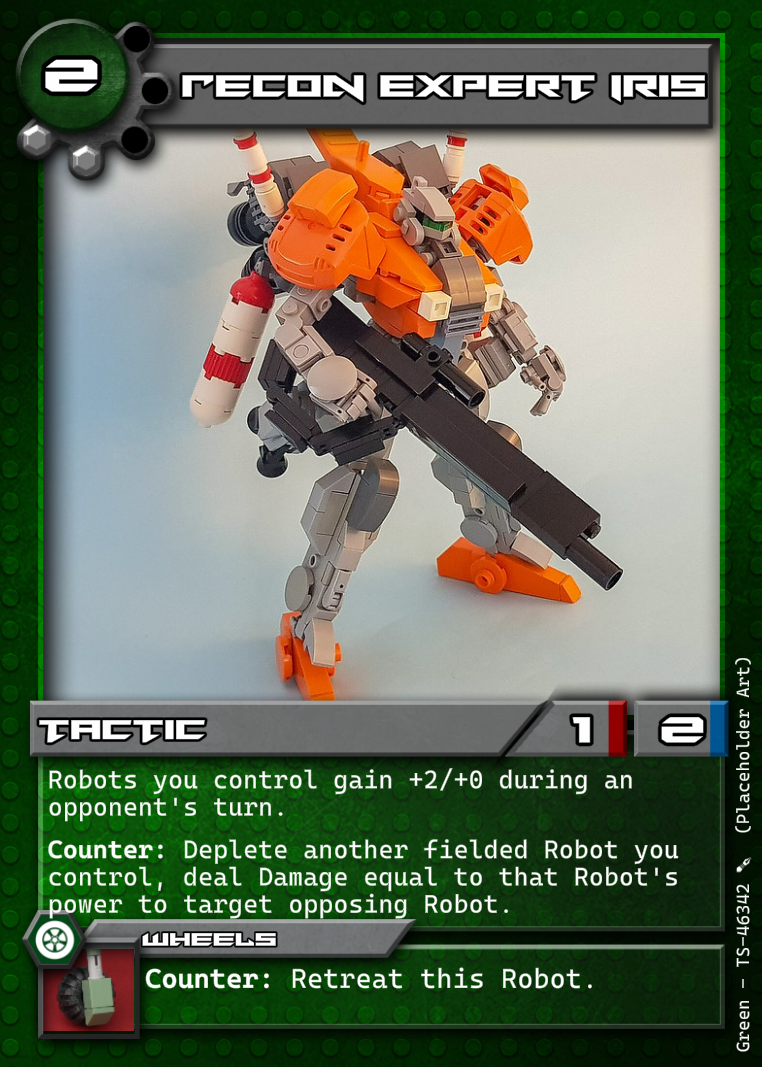 2
RECON EXPERT IRIS
TACTIC
1 2
Robots you control gain +2/+0 during an
opponent's turn.
Counter: Deplete another fielded Robot you
control, deal Damage equal to that Robot's
power to target opposing Robot.
WHEELS
Counter: Retreat this Robot.
Green - TS-46342 (Placeholder Art)